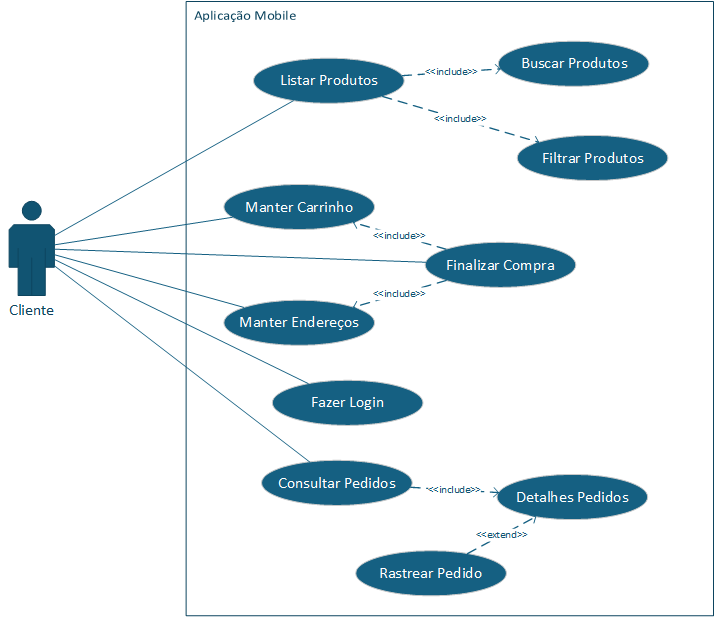 Aplicação Mobile
Listar Produtos
<<include>>
Buscar Produtos
<<include>>
Filtrar Produtos
Manter Carrinho
<<include>>
Finalizar Compra
<<include>>
Manter Endereços
Cliente
Fazer Login
Consultar Pedidos
<<include>>
Detalhes Pedidos
<<extend>>
Rastrear Pedido